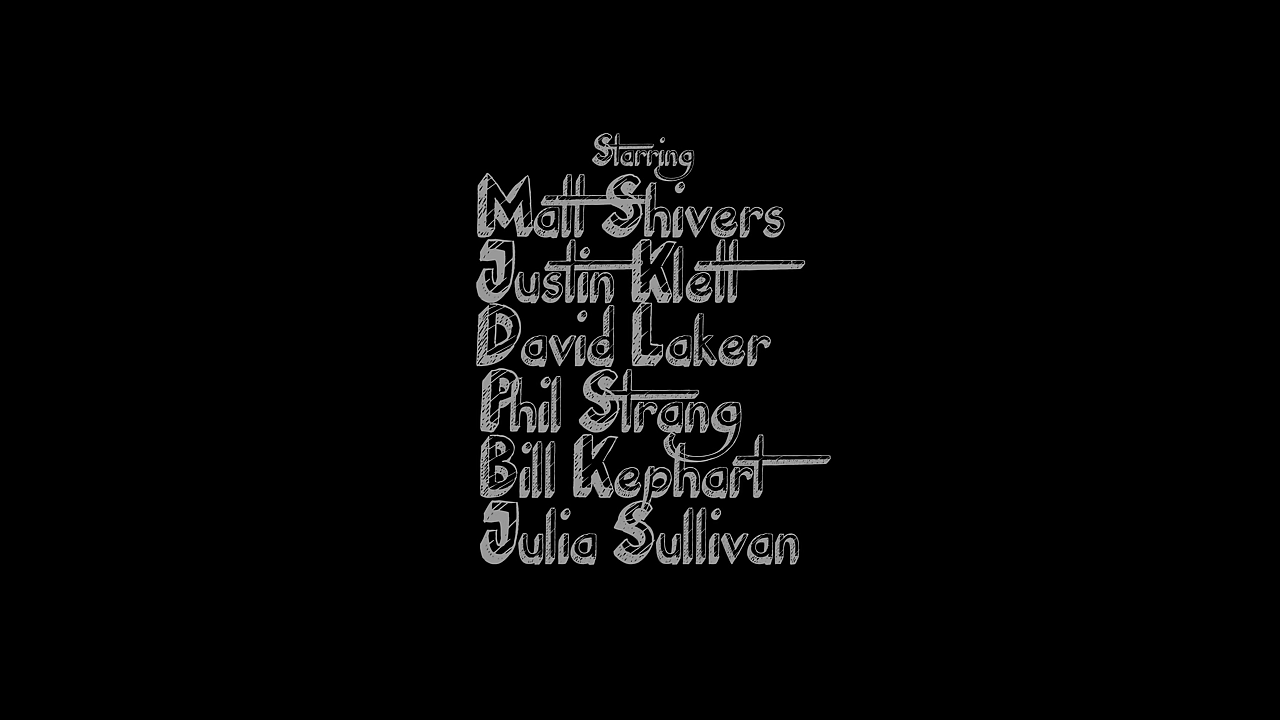 Starring
Matt Shivers
Justin Klett
David Laker
Phil Strang
Bill Kephart
Julia Sullivan